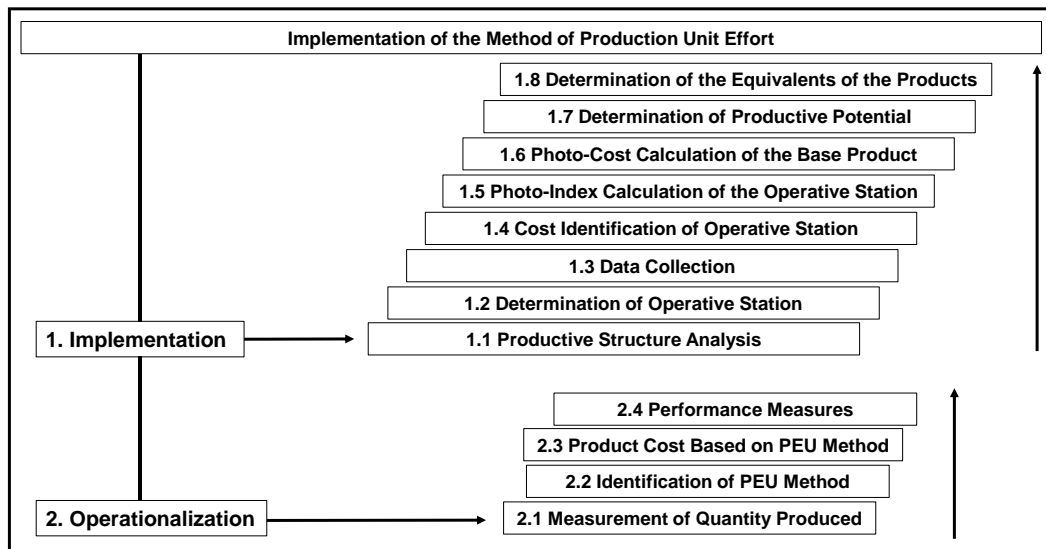 Implementation of the Method of Production Unit Effort
1.8 Determination of the Equivalents of the Products
1.7 Determination of Productive Potential
1.6 Photo-Cost Calculation of the Base Product
1.5 Photo-Index Calculation of the Operative Station
1.4 Cost Identification of Operative Station
1.3 Data Collection
1.2 Determination of Operative Station
1. Implementation
1.1 Productive Structure Analysis
2.4 Performance Measures
2.3 Product Cost Based on PEU Method
2.2 Identification of PEU Method
2. Operationalization
2.1 Measurement of Quantity Produced